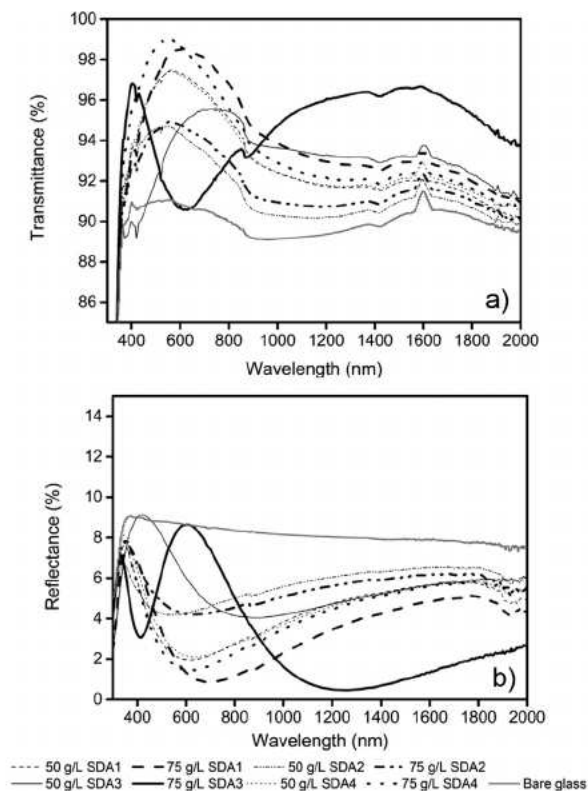 100
98
96
94
92
90
88
86
Transmittance (%)
a)
400 600 800 1000 1200 1400 1600 1800 2000
Wavelength (nm)
14
12
10
8
6
4
2
0
Reflectance (%)
b)
400 600 800 1000 1200 1400 1600 1800 2000
Wavelength (nm)
50 g/L SDA1 75 g/L SDA1 50 g/L SDA2 75 g/L SDA2
50 g/L SDA3 75 g/L SDA3 50 g/L SDA4 75 g/L SDA4 Bare glass